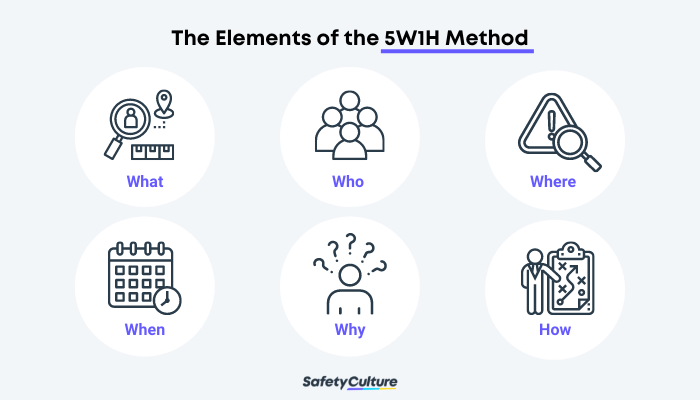 The Elements of the 5W1H Method
What
Who
Where
When
Why
How
SafetyCulture